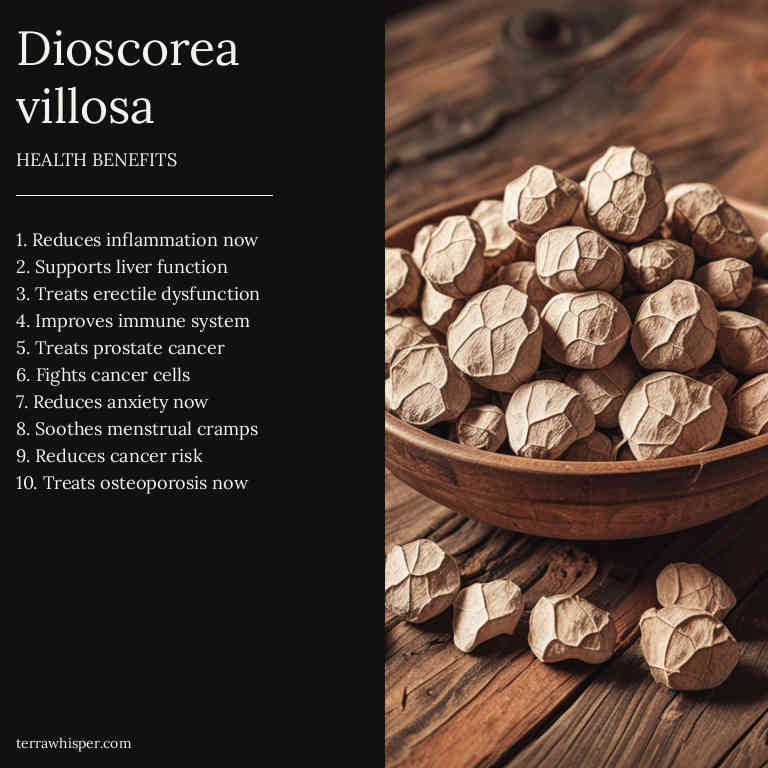 Dioscorea
villosa
HEALTH BENEFITS
1. Reduces inflammation now
2. Supports liver function
3. Treats erectile dysfunction
4. Improves immune system
5. Treats prostate cancer
6. Fights cancer cells
7. Reduces anxiety now
8. Soothes menstrual cramps
9. Reduces cancer risk
10. Treats osteoporosis now
terrawhisper.com